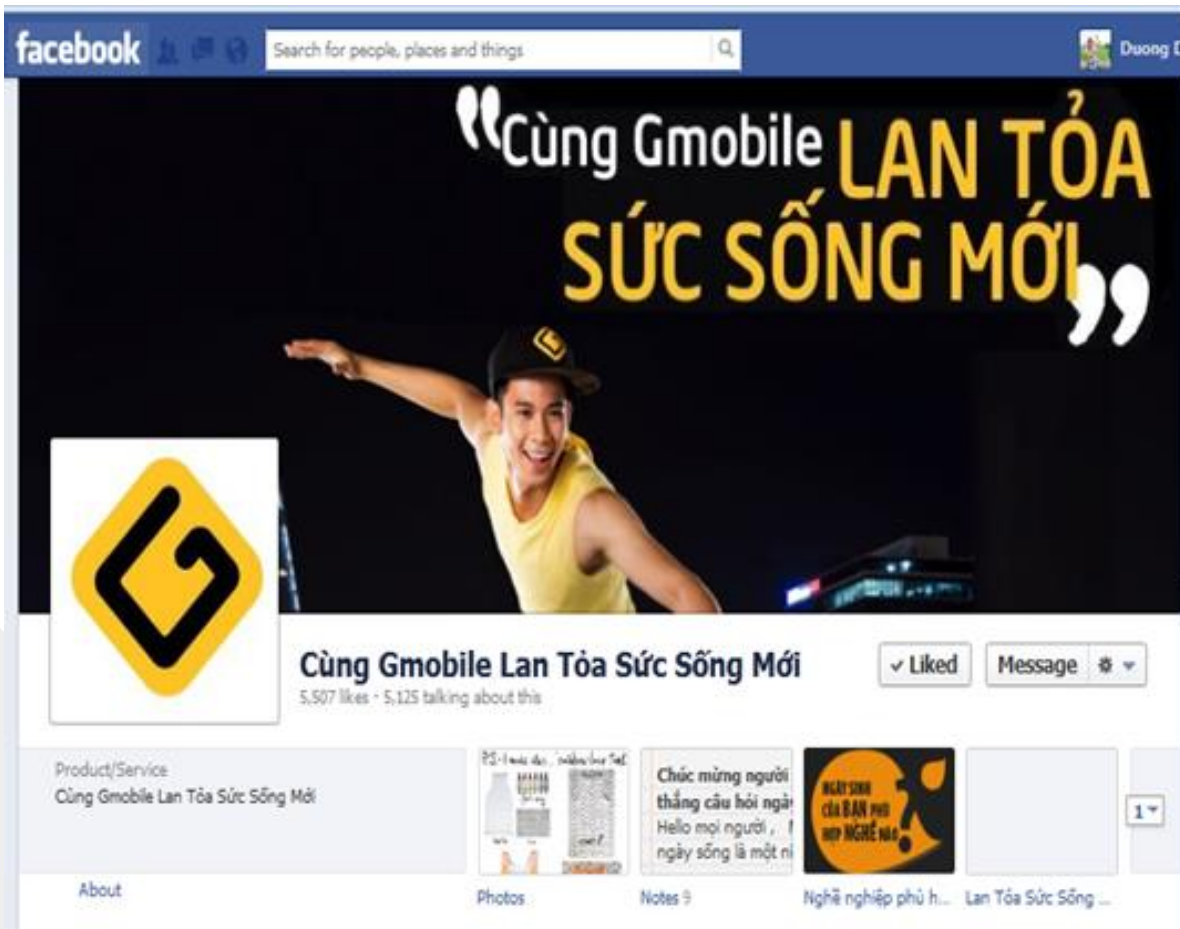 facebook
Search for people, places and things
Duong D
"Cùng Gmobile LAN TỎA
SỨC SỐNG MỚI"
Cùng Gmobile Lan Tỏa Sức Sống Mới
5,507 likes · 5,125 talking about this
✓ Liked
Message
Product/Service
Cùng Gmobile Lan Tỏa Sức Sống Mới
About
Chúc mừng người
thắng câu hỏi ngày
Hello mọi người ,
ngày sống là một
NGÀY SINH
CỦA BẠN PHÙ
HỢP NGHỀ NÀO
1
Photos
Notes 9
Nghề nghiệp phù h...
Lan Tỏa Sức Sống ...